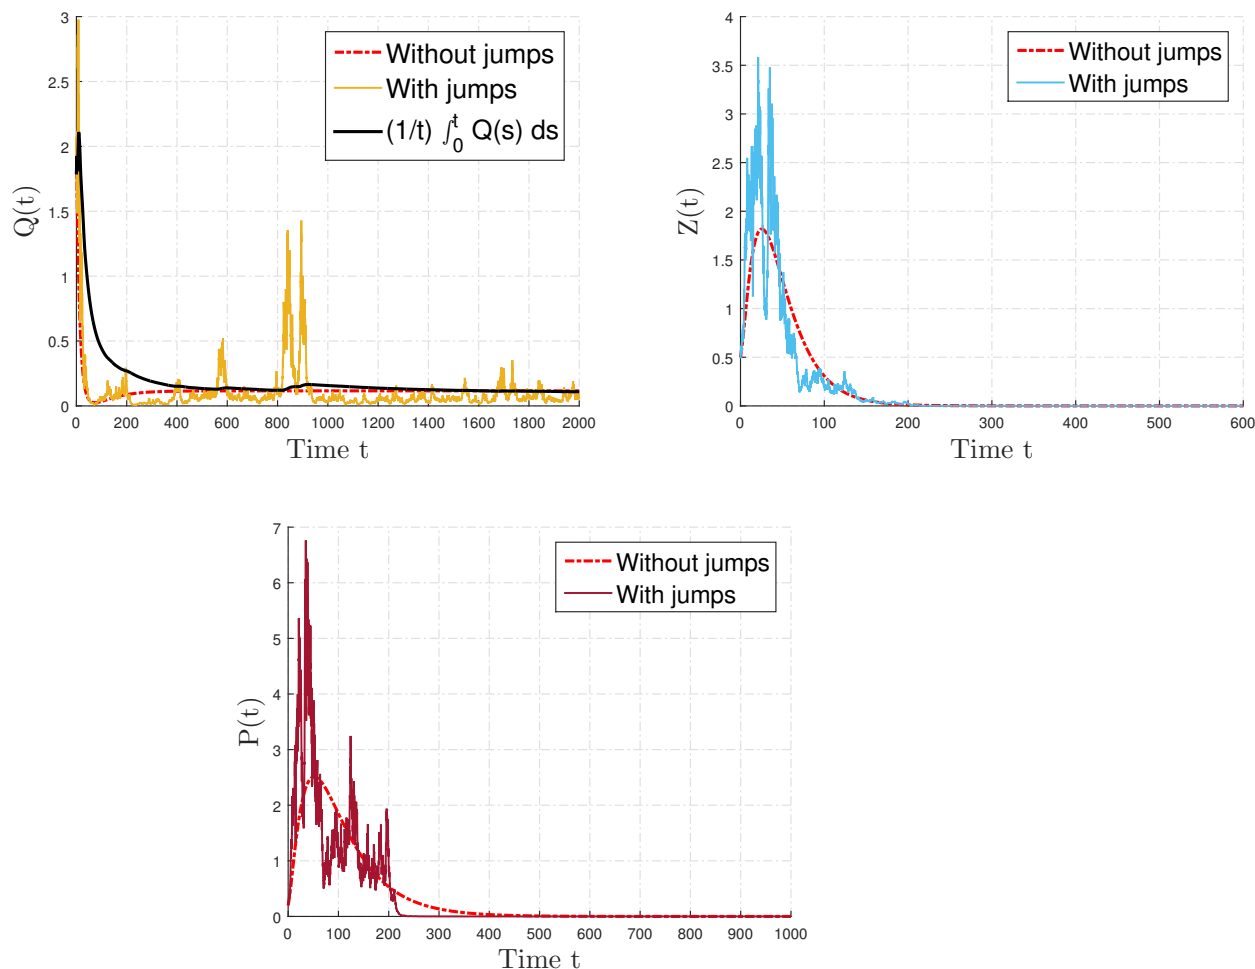 3
2.5
2
1.5
1
0.5
0
Q(t)
Without jumps
With jumps
(1/t) ∫_0^t Q(s) ds
0 200 400 600 800 1000 1200 1400 1600 1800 2000
Time t
4
3.5
3
2.5
2
1.5
1
0.5
0
Z(t)
Without jumps
With jumps
0 100 200 300 400 500 600
Time t
7
6
5
4
3
2
1
0
P(t)
Without jumps
With jumps
0 100 200 300 400 500 600 700 800 900 1000
Time t